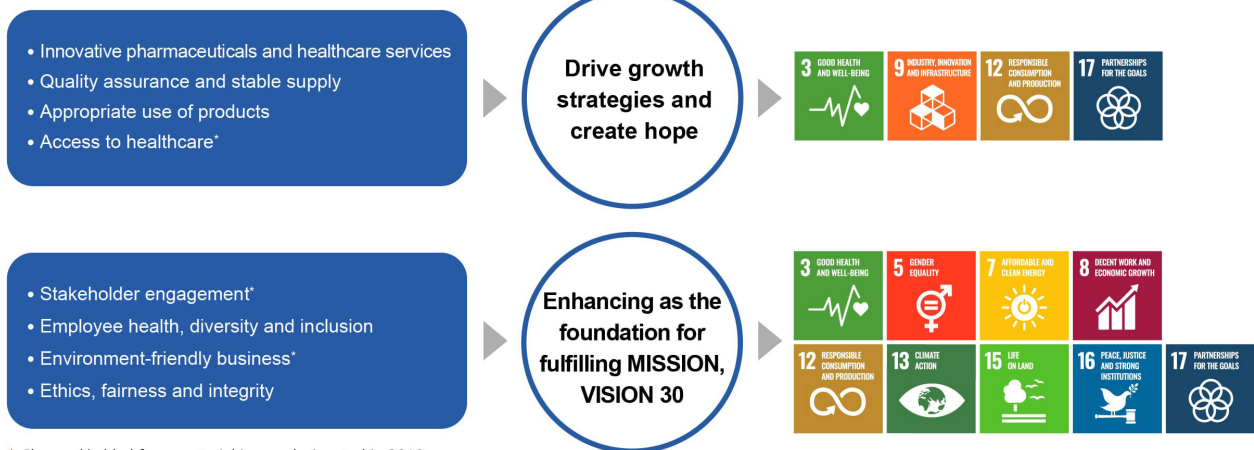 • Innovative pharmaceuticals and healthcare services
• Quality assurance and stable supply
• Appropriate use of products
• Access to healthcare*
Drive growth
strategies and
create hope
3 GOOD HEALTH
AND WELL-BEING
9 INDUSTRY, INNOVATION
AND INFRASTRUCTURE
12 RESPONSIBLE
CONSUMPTION
AND PRODUCTION
17 PARTNERSHIPS
FOR THE GOALS
• Stakeholder engagement*
• Employee health, diversity and inclusion
• Environment-friendly business*
• Ethics, fairness and integrity
Enhancing as the
foundation for
fulfilling MISSION,
VISION 30
3 GOOD HEALTH
AND WELL-BEING
5 GENDER
EQUALITY
7 AFFORDABLE AND
CLEAN ENERGY
8 DECENT WORK AND
ECONOMIC GROWTH
12 RESPONSIBLE
CONSUMPTION
AND PRODUCTION
13 CLIMATE
ACTION
15 LIFE
ON LAND
16 PEACE, JUSTICE
AND STRONG
INSTITUTIONS
17 PARTNERSHIPS
FOR THE GOALS